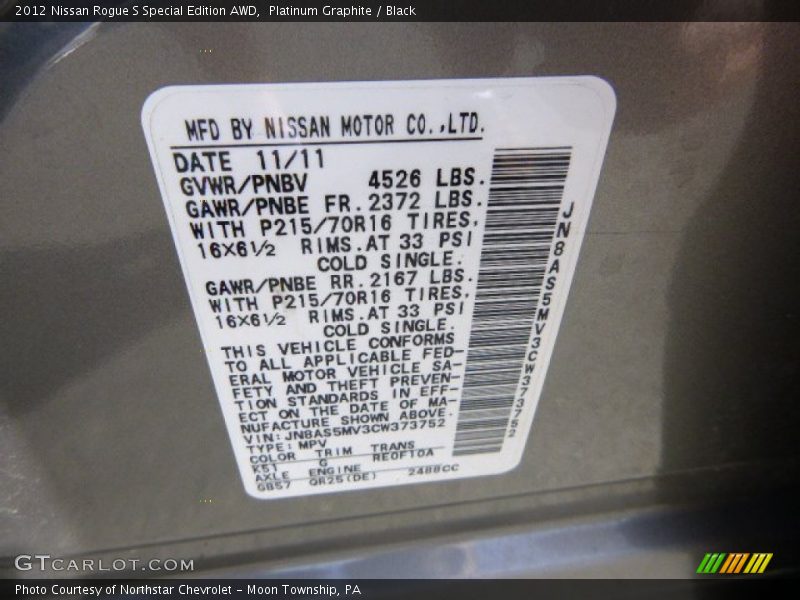 2012 Nissan Rogue S Special Edition AWD,  Platinum Graphite / Black
MFD BY NISSAN MOTOR CO.,LTD.
DATE 11/11
GVWR/PNBV 4526 LBS.
GAWR/PNBE FR. 2372 LBS.
WITH P215/70R16 TIRES,
16X6½ RIMS.AT 33 PSI
COLD SINGLE.
GAWR/PNBE RR. 2167 LBS.
WITH P215/70R16 TIRES,
16X6½ RIMS.AT 33 PSI
COLD SINGLE.
THIS VEHICLE CONFORMS
TO ALL APPLICABLE FED-
ERAL MOTOR VEHICLE SA-
FETY AND THEFT PREVEN-
TION STANDARDS IN EFF-
ECT ON THE DATE OF MA-
NUFACTURE SHOWN ABOVE.
VIN:JN8AS5MV3CW373752
TYPE:MPV
COLOR TRIM TRANS
K51 G RE0F10A
AXLE ENGINE
GB57 QR25(DE) 2488CC
JN8AS5MV3CW373752
GTCARLOT.COM
Photo Courtesy of Northstar Chevrolet - Moon Township, PA